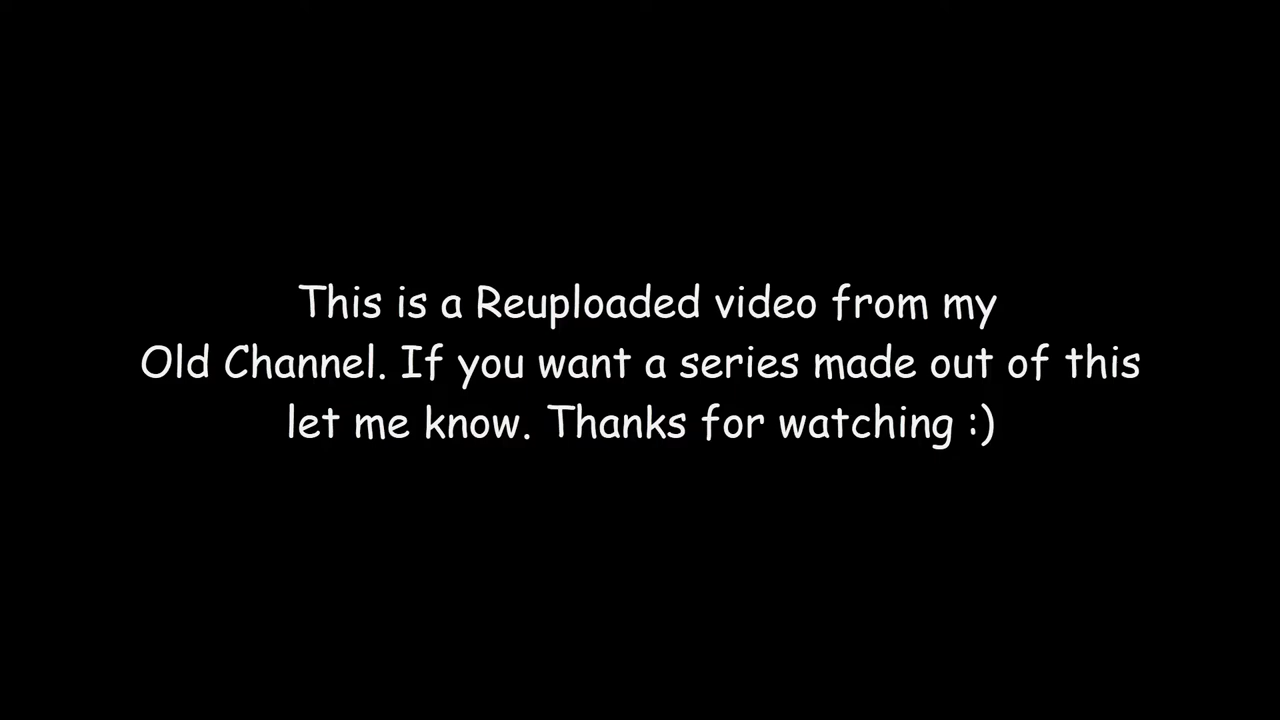 This is a Reuploaded video from my
Old Channel. If you want a series made out of this
let me know. Thanks for watching :)